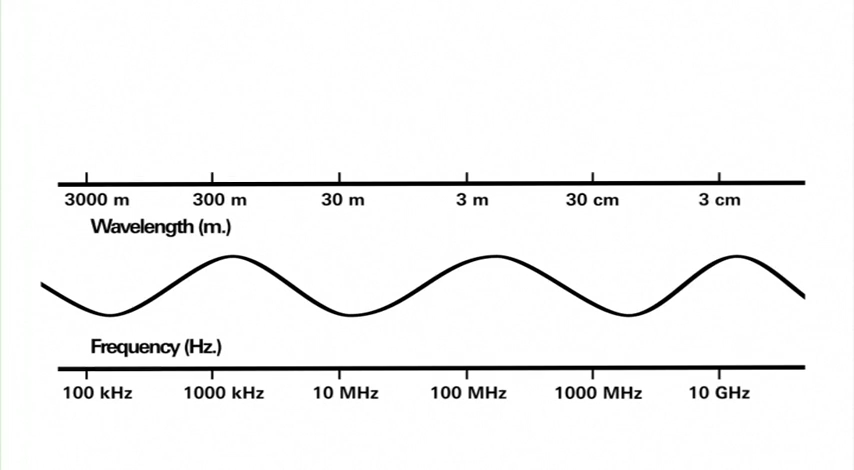 3000 m 300 m 30 m 3 m 30 cm 3 cm
Wavelength (m.)
Frequency (Hz.)
100 kHz 1000 kHz 10 MHz 100 MHz 1000 MHz 10 GHz